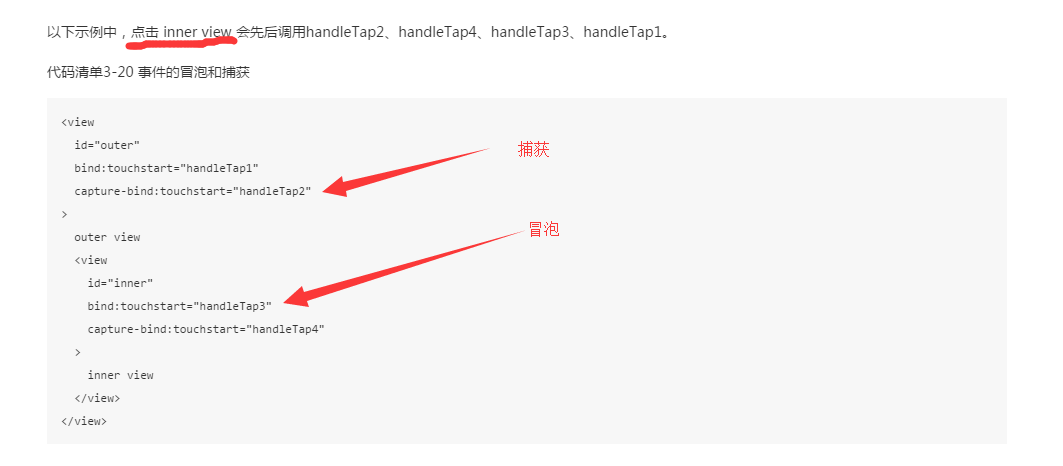 以下示例中，点击 inner view 会先后调用handleTap2、handleTap4、handleTap3、handleTap1。
代码清单3-20 事件的冒泡和捕获
<view
id="outer"
bind:touchstart="handleTap1"
捕获
capture-bind:touchstart="handleTap2"
>
冒泡
outer view
<view
id="inner"
bind:touchstart="handleTap3"
capture-bind:touchstart="handleTap4"
>
inner view
</view>
</view>